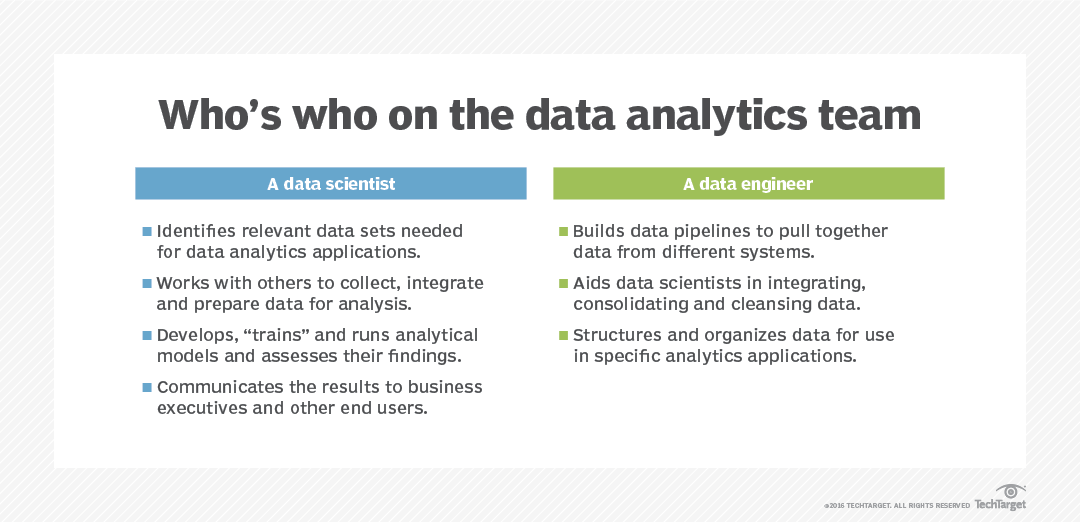 Who’s who on the data analytics team
A data scientist
Identifies relevant data sets needed
for data analytics applications.
Works with others to collect, integrate
and prepare data for analysis.
Develops, “trains” and runs analytical
models and assesses their findings.
Communicates the results to business
executives and other end users.
A data engineer
Builds data pipelines to pull together
data from different systems.
Aids data scientists in integrating,
consolidating and cleansing data.
Structures and organizes data for use
in specific analytics applications.
©2016 TECHTARGET. ALL RIGHTS RESERVED TechTarget